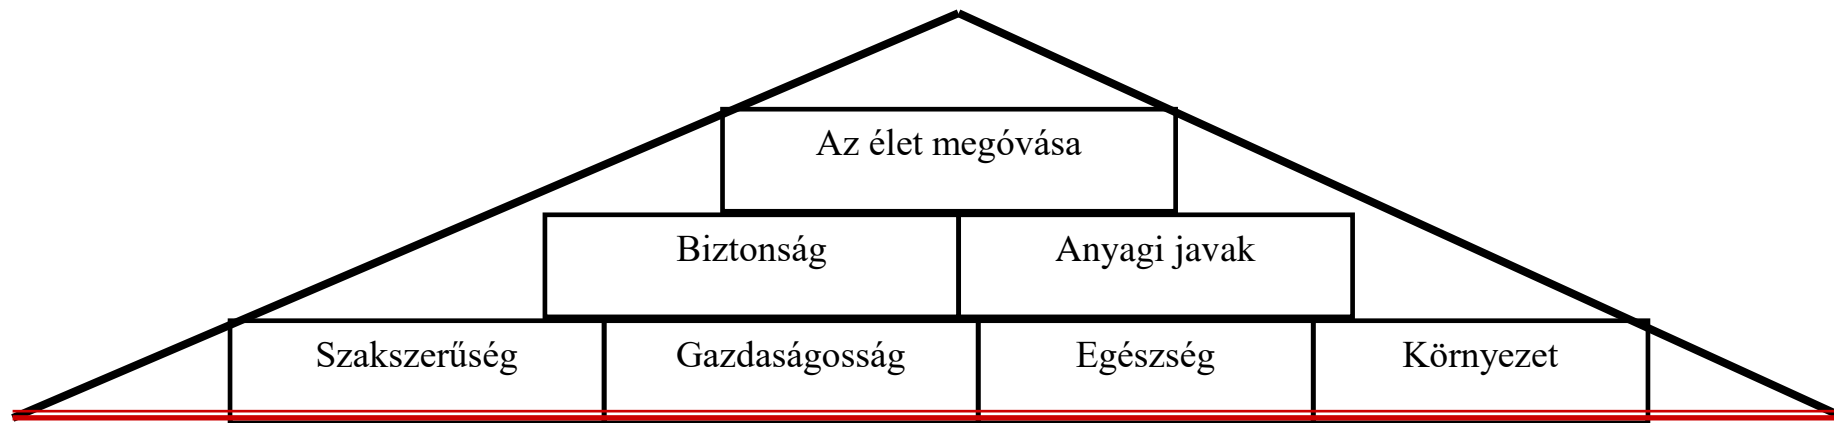 Az élet megóvása
Biztonság Anyagi javak
Szakszerűség Gazdaságosság Egészség Környezet